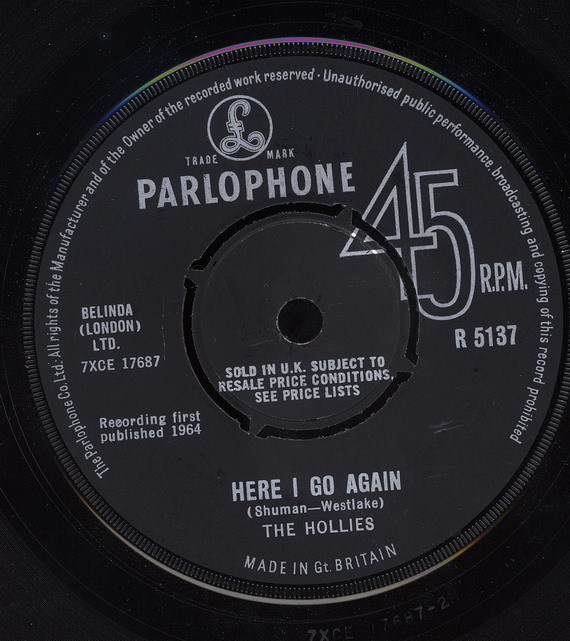 The Parlophone Co. Ltd. All rights of the Manufacturer and of the Owner of the recorded work reserved · Unauthorised public performance, broadcasting and copying of this record prohibited
£
TRADE MARK
PARLOPHONE
45
R.P.M.
R 5137
BELINDA
(LONDON)
LTD.
7XCE 17687
SOLD IN U.K. SUBJECT TO
RESALE PRICE CONDITIONS,
SEE PRICE LISTS
Recording first
published 1964
HERE I GO AGAIN
(Shuman—Westlake)
THE HOLLIES
MADE IN Gt. BRITAIN
7XCE 17687-2